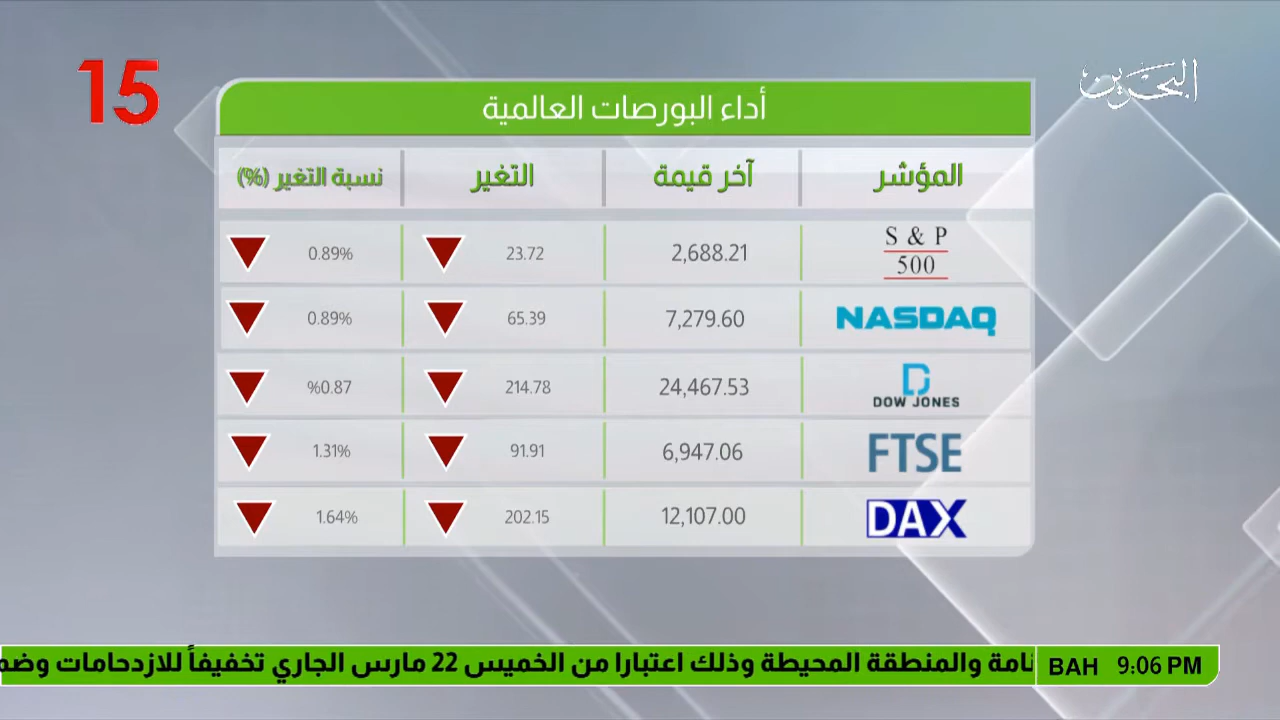 15
البحرين
أداء البورصات العالمية
المؤشر آخر قيمة التغير نسبة التغير (%)
S & P
500 2,688.21 23.72 0.89%
NASDAQ 7,279.60 65.39 0.89%
DOW JONES 24,467.53 214.78 %0.87
FTSE 6,947.06 91.91 1.31%
DAX 12,107.00 202.15 1.64%
نامة والمنطقة المحيطة وذلك اعتبارا من الخميس 22 مارس الجاري تخفيفاً للازدحامات وضم
BAH 9:06 PM